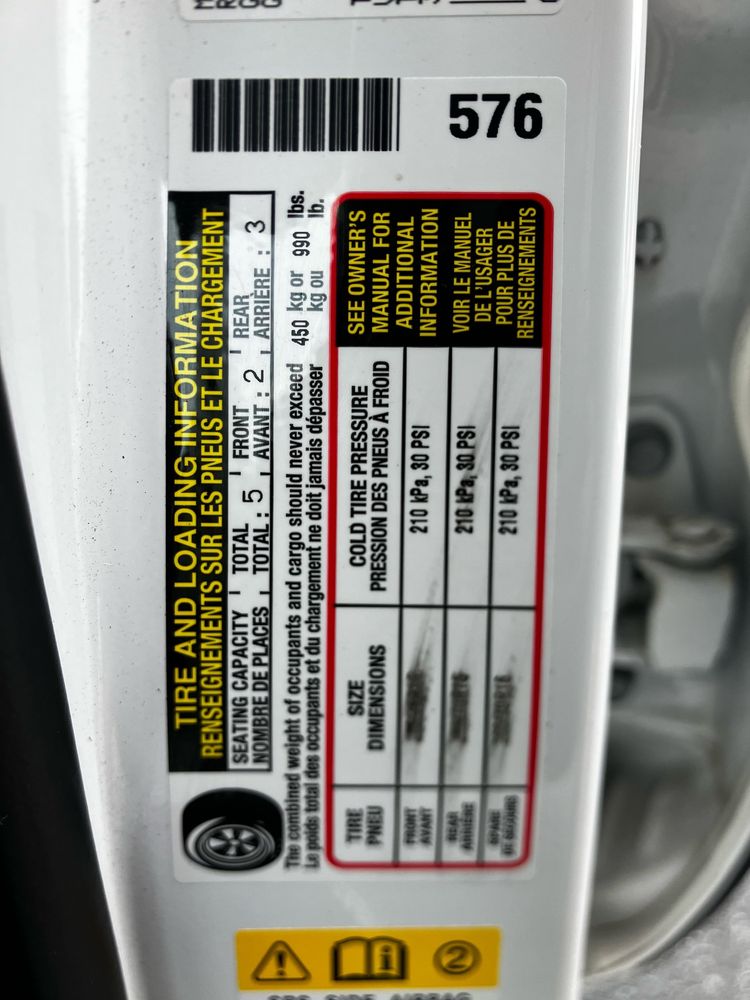 576
TIRE AND LOADING INFORMATION
RENSEIGNEMENTS SUR LES PNEUS ET LE CHARGEMENT
SEATING CAPACITY TOTAL FRONT REAR
NOMBRE DE PLACES TOTAL : 5 AVANT : 2 ARRIÈRE : 3
The combined weight of occupants and cargo should never exceed 450 kg or 990 lbs.
Le poids total des occupants et du chargement ne doit jamais dépasser kg ou lb.
TIRE
PNEU
SIZE
DIMENSIONS
COLD TIRE PRESSURE
PRESSION DES PNEUS À FROID
SEE OWNER'S
MANUAL FOR
ADDITIONAL
INFORMATION
VOIR LE MANUEL
DE L'USAGER
POUR PLUS DE
RENSEIGNEMENTS
FRONT
AVANT
210 kPa, 30 PSI
REAR
ARRIÈRE
210 kPa, 30 PSI
SPARE
DE SECOURS
210 kPa, 30 PSI
2